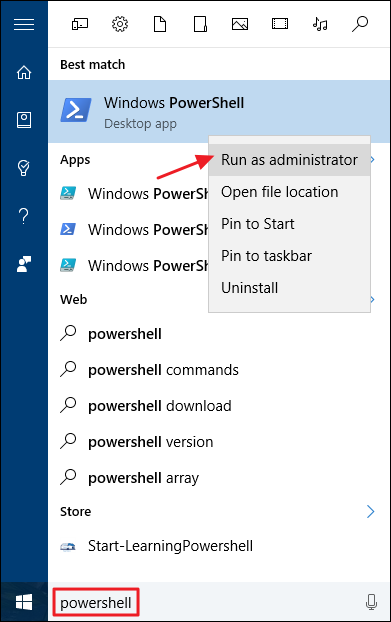 Best match
Windows PowerShell
Desktop app
Run as administrator
Open file location
Pin to Start
Pin to taskbar
Uninstall
Apps
Windows PowerSh
Windows PowerSh
Windows PowerSh
Web
powershell
powershell commands
powershell download
powershell version
powershell array
Store
Start-LearningPowershell
powershell